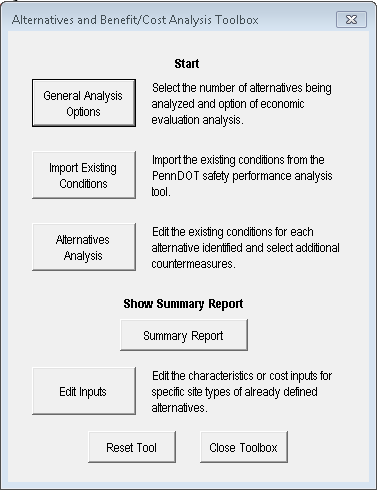 Alternatives and Benefit/Cost Analysis Toolbox
Start
General Analysis
Options
Select the number of alternatives being
analyzed and option of economic
evaluation analysis.
Import Existing
Conditions
Import the existing conditions from the
PennDOT safety performance analysis
tool.
Alternatives
Analysis
Edit the existing conditions for each
alternative identified and select additional
countermeasures.
Show Summary Report
Summary Report
Edit Inputs
Edit the characteristics or cost inputs for
specific site types of already defined
alternatives.
Reset Tool
Close Toolbox